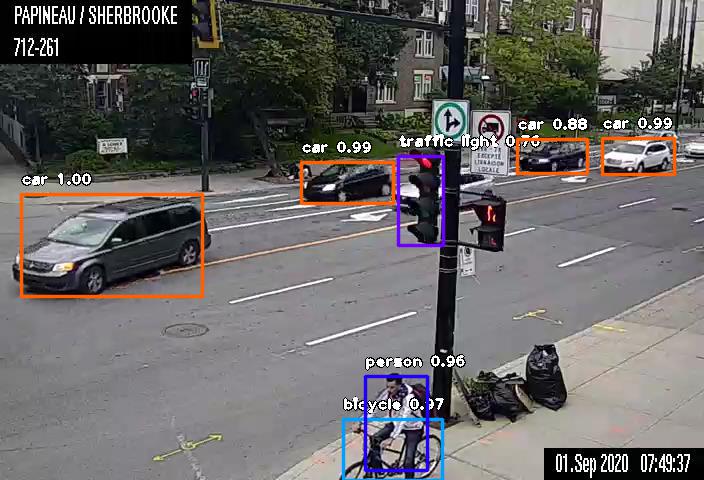 PAPINEAU / SHERBROOKE
712-261
car 0.99
traffic light 0.76
car 0.88
car 0.99
EXCEPTÉ
LIVRAISON
LOCALE
car 1.00
person 0.96
bicycle 0.97
01.Sep 2020 07:49:37